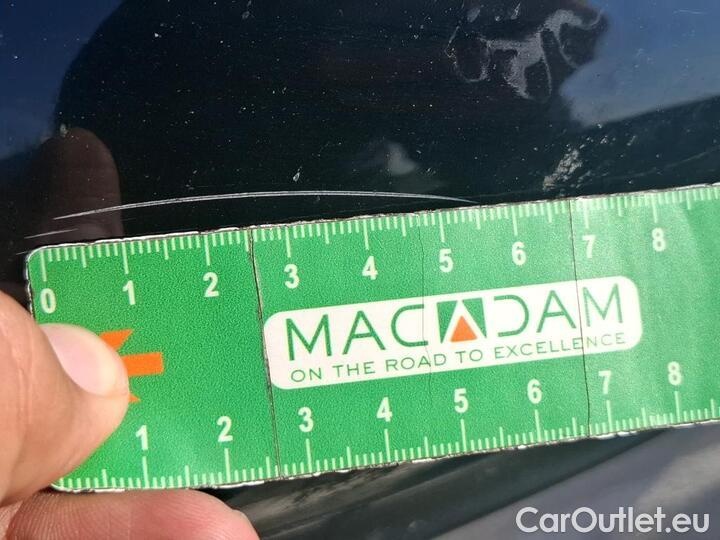 0 1 2 3 4 5 6 7 8
MACADAM
ON THE ROAD TO EXCELLENCE
1 2 3 4 5 6 7 8
CarOutlet.eu